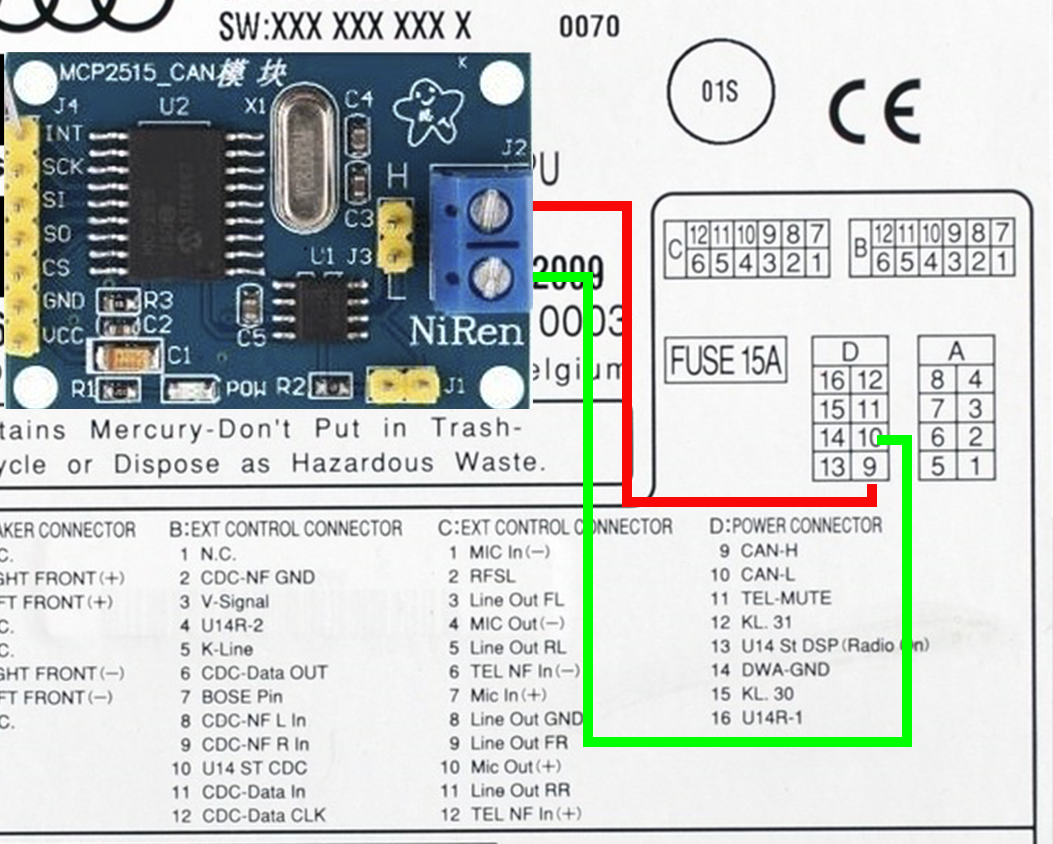 SW:XXX XXX XXX X
0070
01S
CE
MCP2515_CAN模块
K
J4
U2
X1
C4
INT
SCK
SI
SO
CS
GND
VCC
H
J2
C3
U1
J3
L
R3
C2
C5
C1
NiRen
R1
POW
R2
J1
PU
2009
0003
elgium
C
12 11 10 9 8 7
6 5 4 3 2 1
B
12 11 10 9 8 7
6 5 4 3 2 1
FUSE 15A
D
16 12
15 11
14 10
13 9
A
8 4
7 3
6 2
5 1
tains Mercury-Don't Put in Trash-
ycle or Dispose as Hazardous Waste.
AKER CONNECTOR
C.
GHT FRONT(+)
FT FRONT(+)
C.
C.
GHT FRONT(−)
FT FRONT(−)
C.
B:EXT CONTROL CONNECTOR
1 N.C.
2 CDC-NF GND
3 V-Signal
4 U14R-2
5 K-Line
6 CDC-Data OUT
7 BOSE Pin
8 CDC-NF L In
9 CDC-NF R In
10 U14 ST CDC
11 CDC-Data In
12 CDC-Data CLK
C:EXT CONTROL CONNECTOR
1 MIC In(−)
2 RFSL
3 Line Out FL
4 MIC Out(−)
5 Line Out RL
6 TEL NF In(−)
7 Mic In(+)
8 Line Out GND
9 Line Out FR
10 Mic Out(+)
11 Line Out RR
12 TEL NF In(+)
D:POWER CONNECTOR
9 CAN-H
10 CAN-L
11 TEL-MUTE
12 KL. 31
13 U14 St DSP(Radio On)
14 DWA-GND
15 KL. 30
16 U14R-1